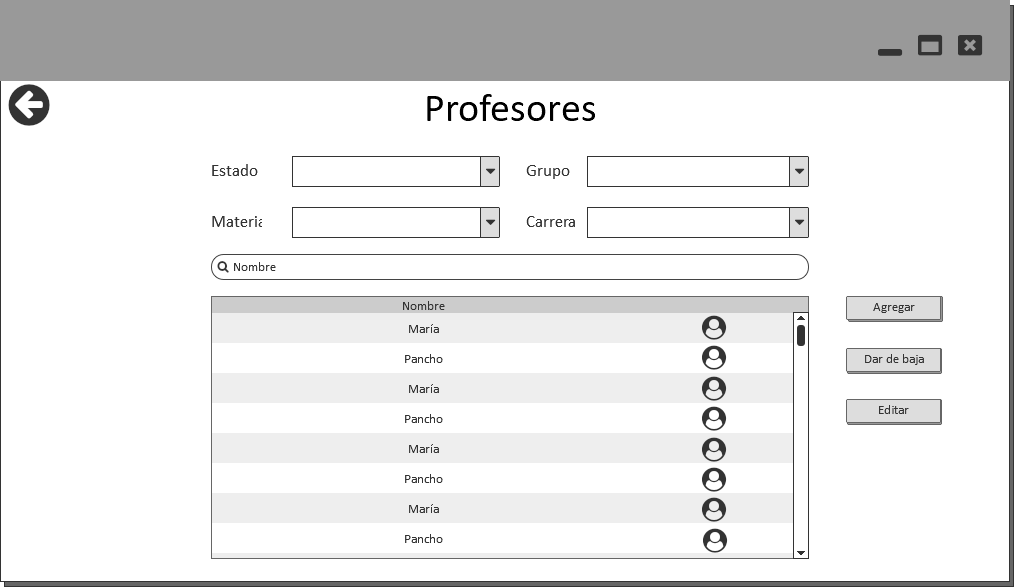 Profesores
Estado
Grupo
Materia
Carrera
Nombre
Nombre
María
Pancho
María
Pancho
María
Pancho
María
Pancho
Agregar
Dar de baja
Editar